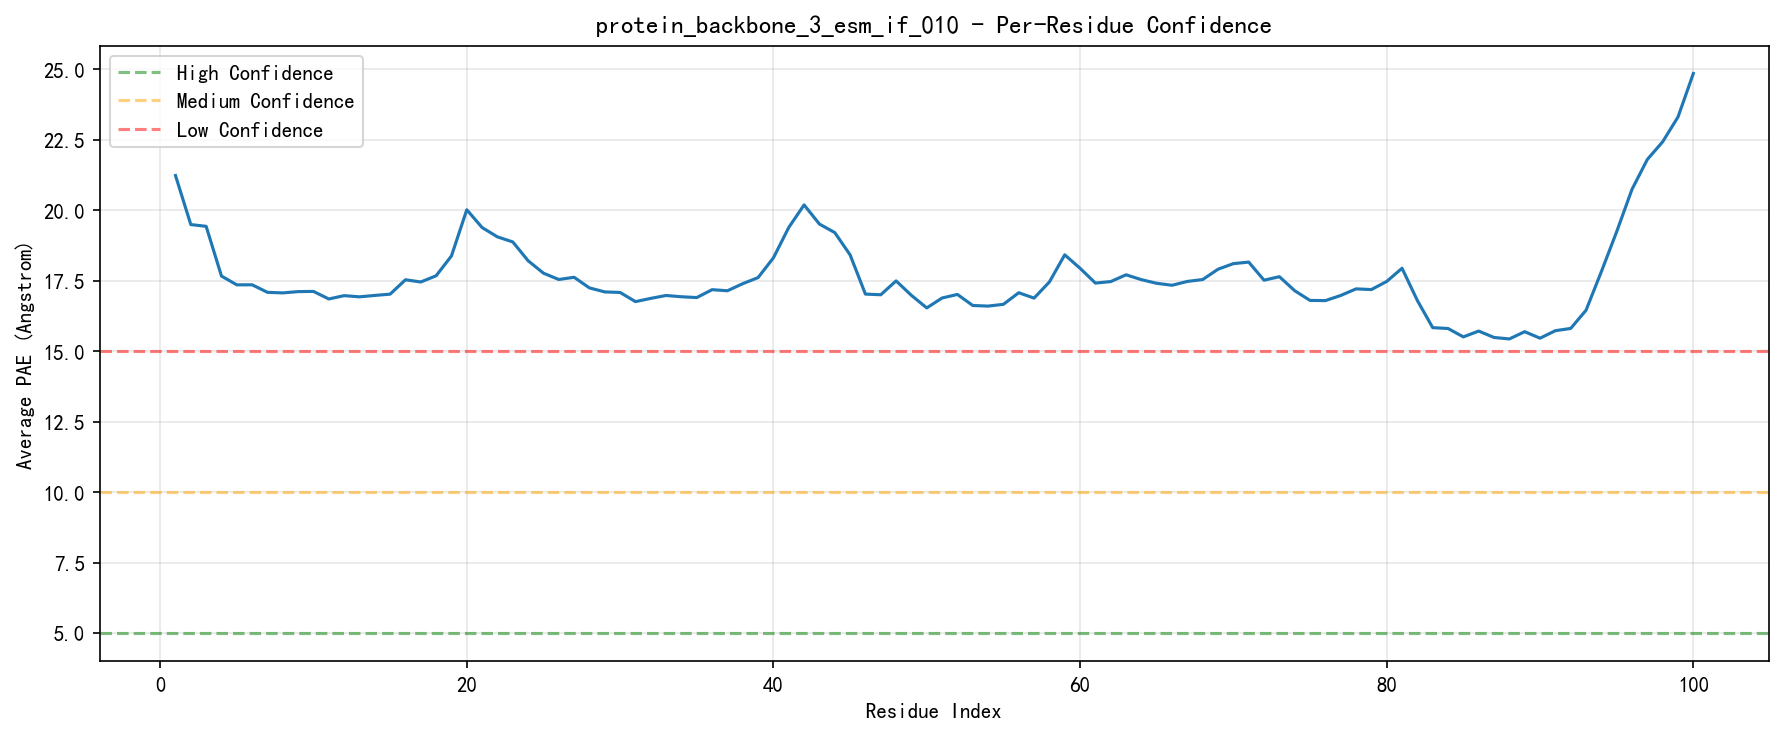 protein_backbone_3_esm_if_010 - Per-Residue Confidence
High Confidence
Medium Confidence
Low Confidence
Average PAE (Angstrom)
25.0
22.5
20.0
17.5
15.0
12.5
10.0
7.5
5.0
0 20 40 60 80 100
Residue Index